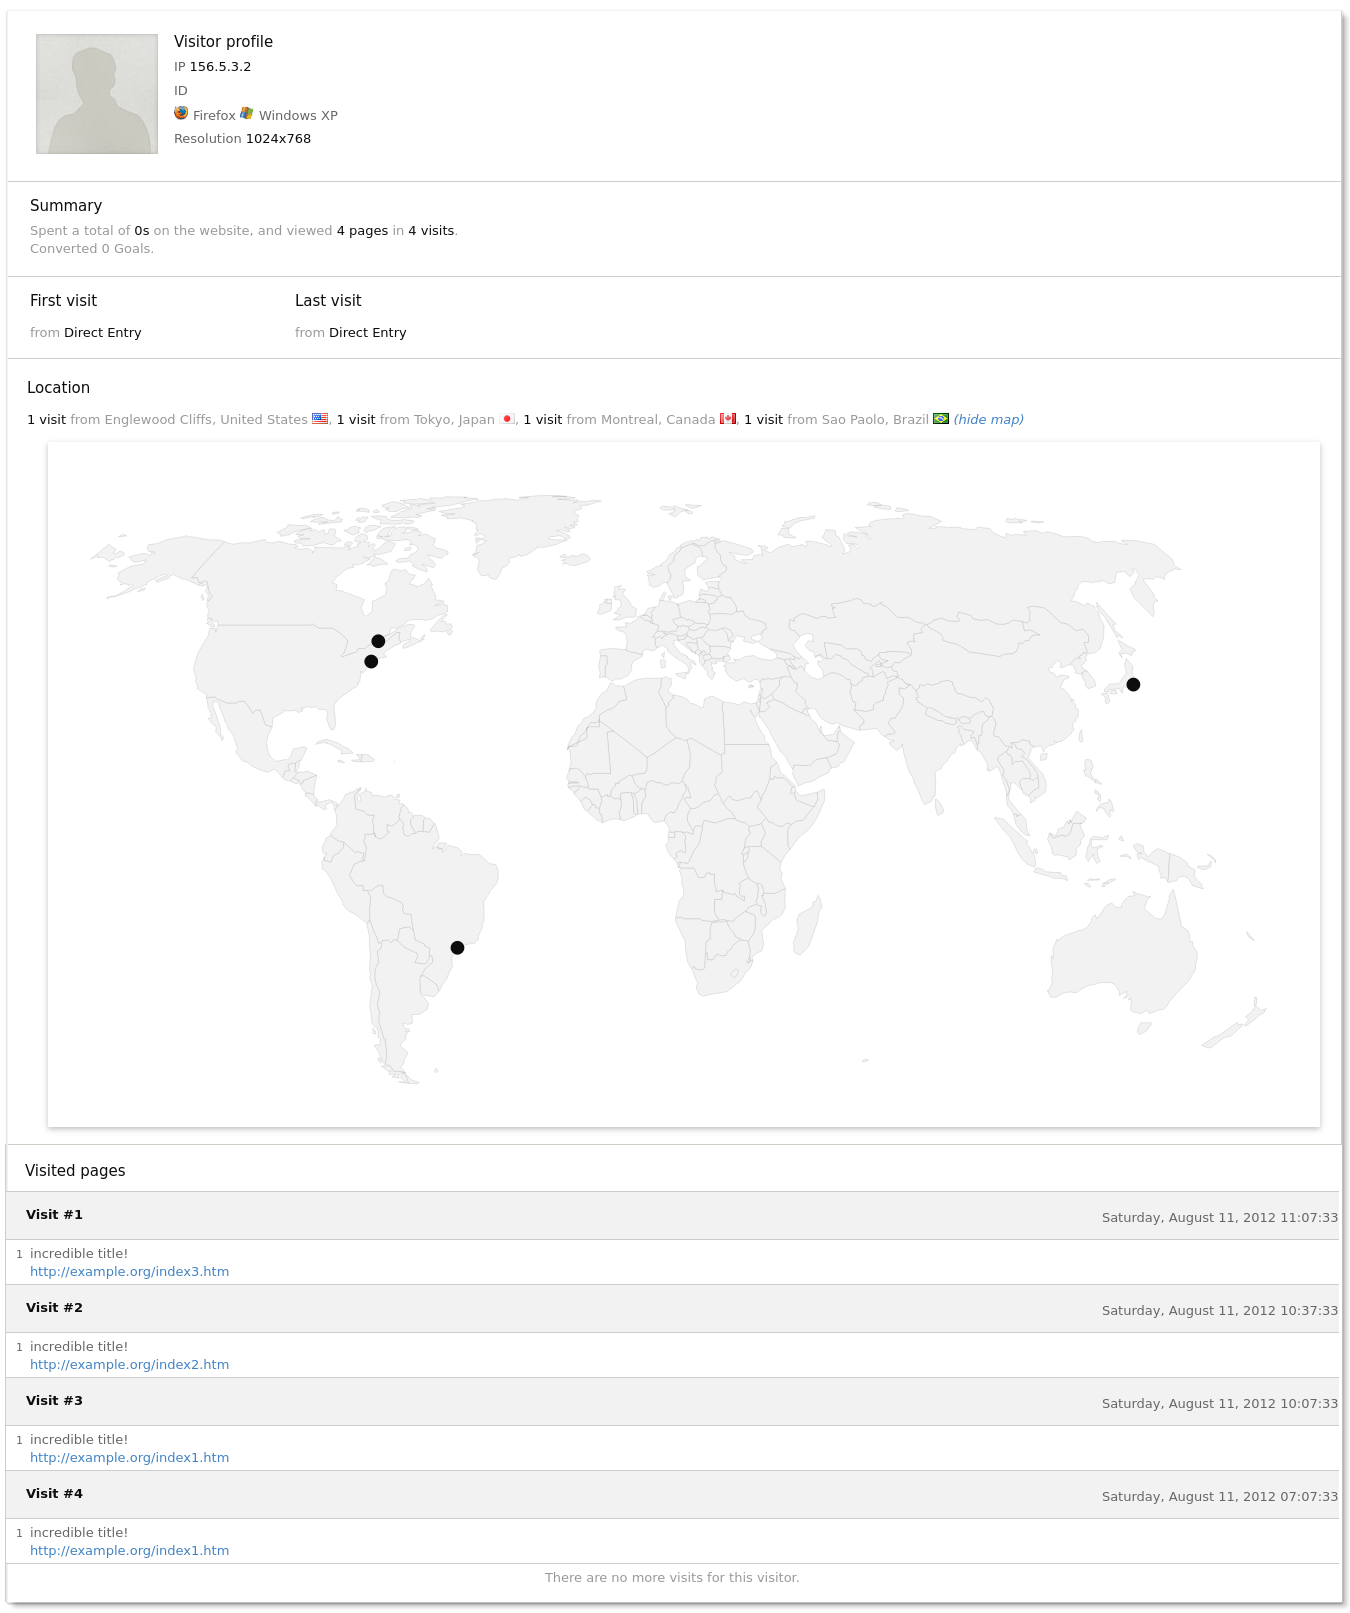 Visitor profile
IP 156.5.3.2
ID
Firefox Windows XP
Resolution 1024x768
Summary
Spent a total of 0s on the website, and viewed 4 pages in 4 visits.
Converted 0 Goals.
First visit
Last visit
from Direct Entry
from Direct Entry
Location
1 visit from Englewood Cliffs, United States , 1 visit from Tokyo, Japan , 1 visit from Montreal, Canada , 1 visit from Sao Paolo, Brazil (hide map)
Visited pages
Visit #1
Saturday, August 11, 2012 11:07:33
1 incredible title!
http://example.org/index3.htm
Visit #2
Saturday, August 11, 2012 10:37:33
1 incredible title!
http://example.org/index2.htm
Visit #3
Saturday, August 11, 2012 10:07:33
1 incredible title!
http://example.org/index1.htm
Visit #4
Saturday, August 11, 2012 07:07:33
1 incredible title!
http://example.org/index1.htm
There are no more visits for this visitor.